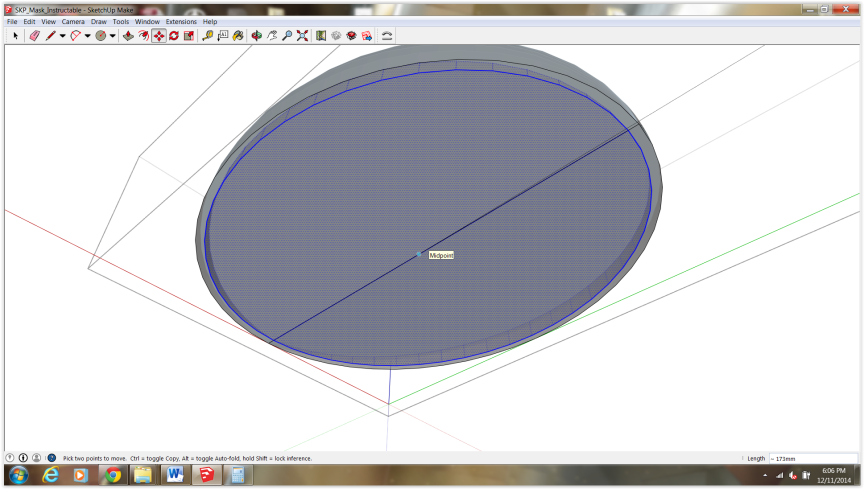 SKP_Mask_Instructable - SketchUp Make
File Edit View Camera Draw Tools Window Extensions Help
Midpoint
Pick two points to move. Ctrl = toggle Copy, Alt = toggle Auto-fold, hold Shift = lock inference.
Length ~ 173mm
6:06 PM
12/11/2014